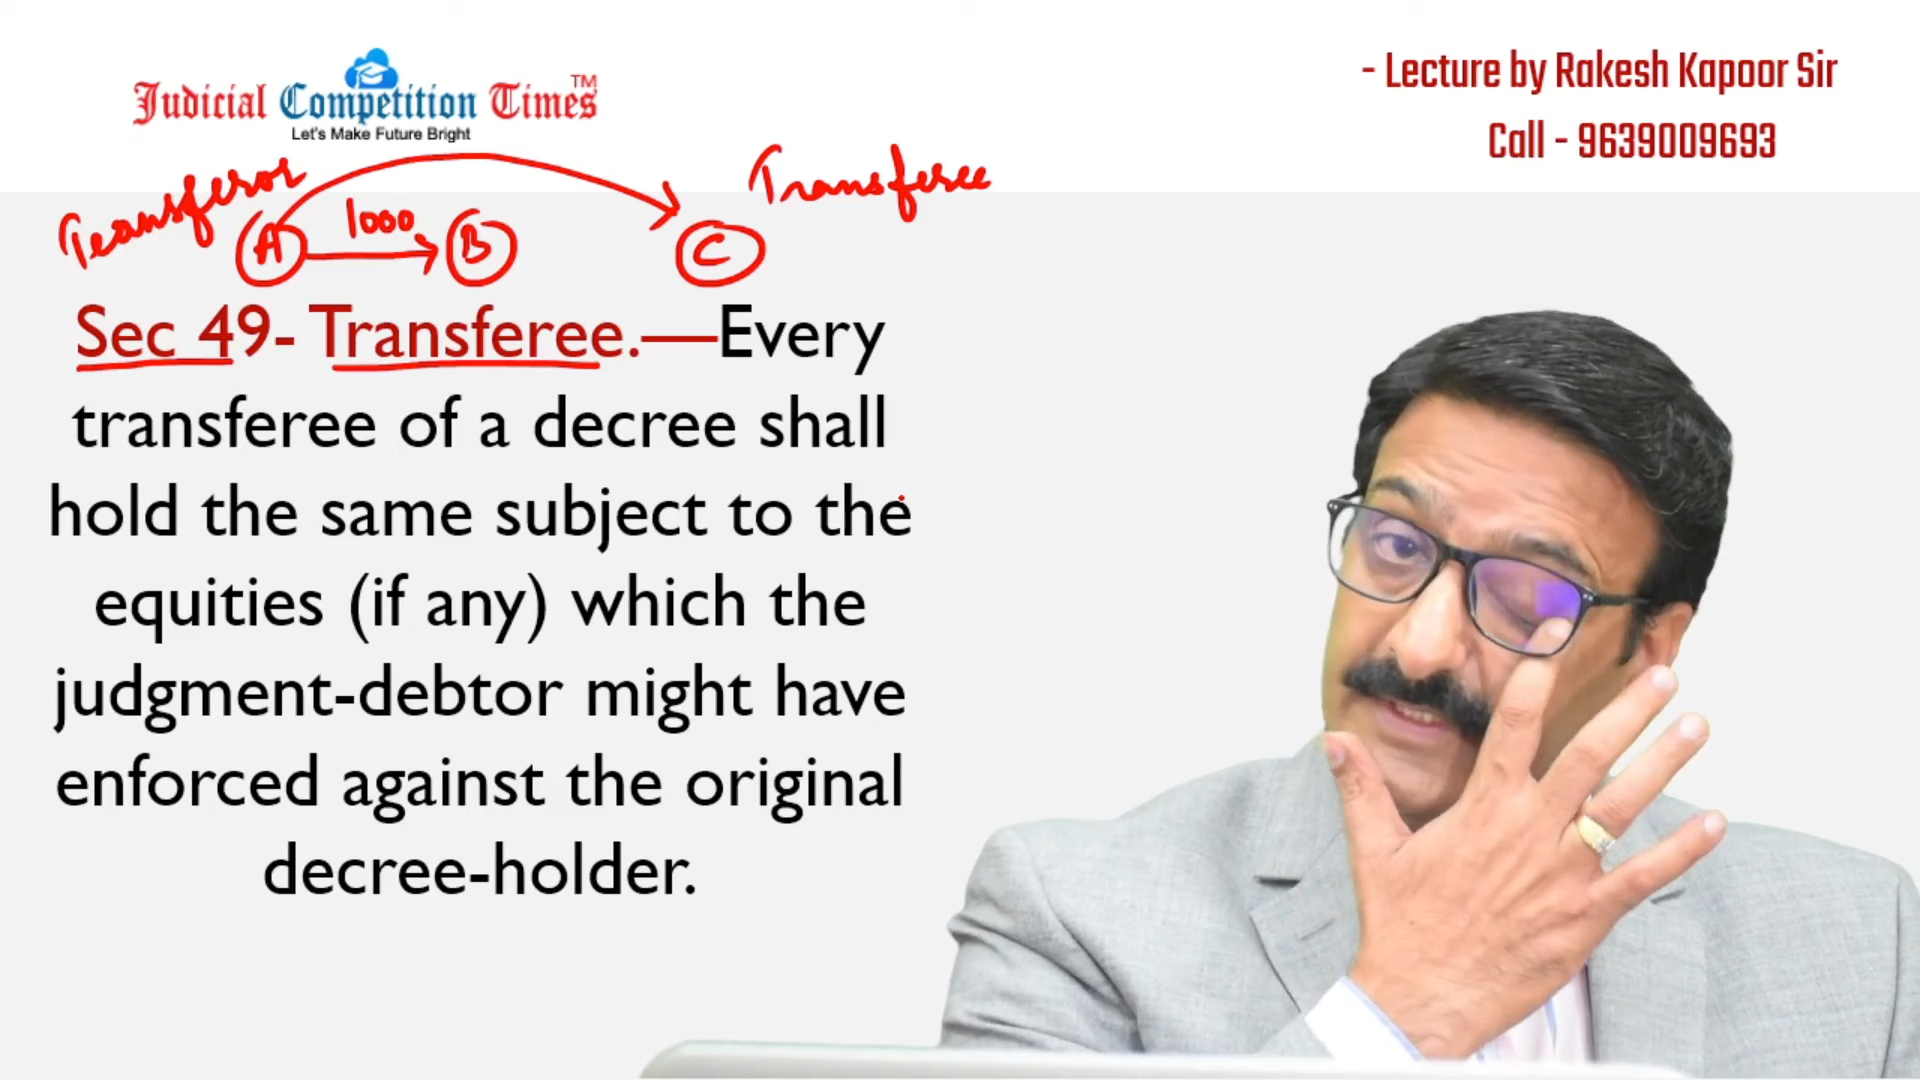 Judicial Competition Times™
Let's Make Future Bright
- Lecture by Rakesh Kapoor Sir
Call - 9639009693
Transferor
A
1000
B
C
Transferee
Sec 49- Transferee.—Every
transferee of a decree shall
hold the same subject to the
equities (if any) which the
judgment-debtor might have
enforced against the original
decree-holder.